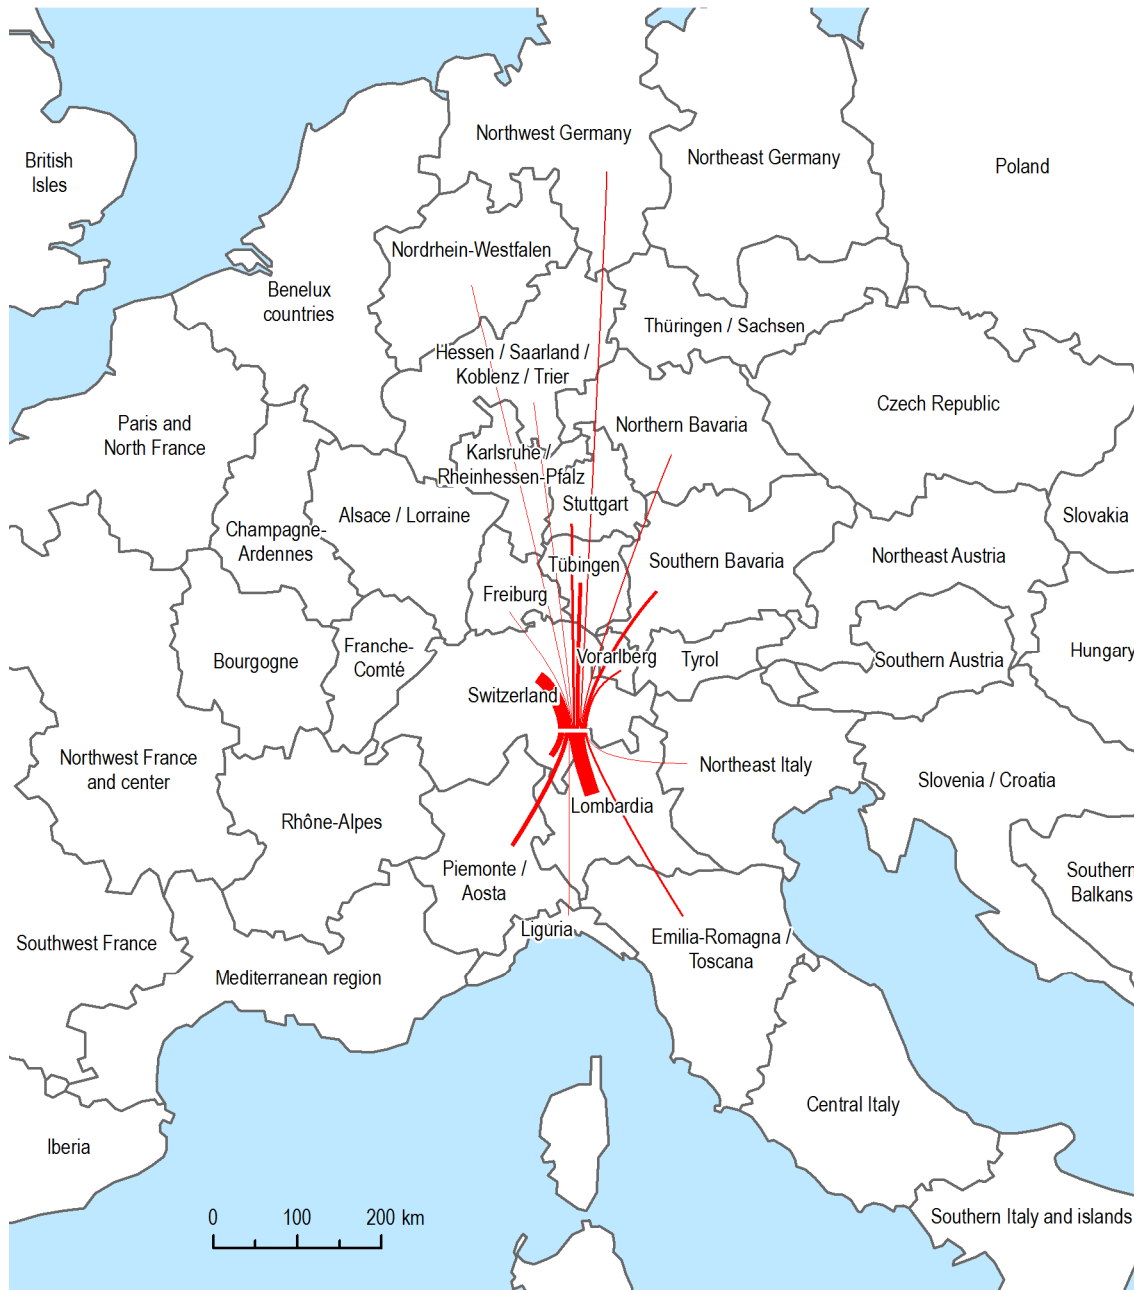 Northwest Germany
Northeast Germany
British
Isles
Poland
Nordrhein-Westfalen
Benelux
countries
Thüringen / Sachsen
Hessen / Saarland /
Koblenz / Trier
Czech Republic
Paris and
North France
Northern Bavaria
Karlsruhe /
Rheinhessen-Pfalz
Stuttgart
Alsace / Lorraine
Slovakia
Champagne-
Ardennes
Tübingen
Southern Bavaria
Northeast Austria
Freiburg
Franche-
Comté
Bourgogne
Vorarlberg
Tyrol
Southern Austria
Hungary
Switzerland
Northwest France
and center
Northeast Italy
Slovenia / Croatia
Lombardia
Rhône-Alpes
Piemonte /
Aosta
Southern
Balkans
Liguria
Emilia-Romagna /
Toscana
Southwest France
Mediterranean region
Central Italy
Iberia
0 100 200 km
Southern Italy and islands